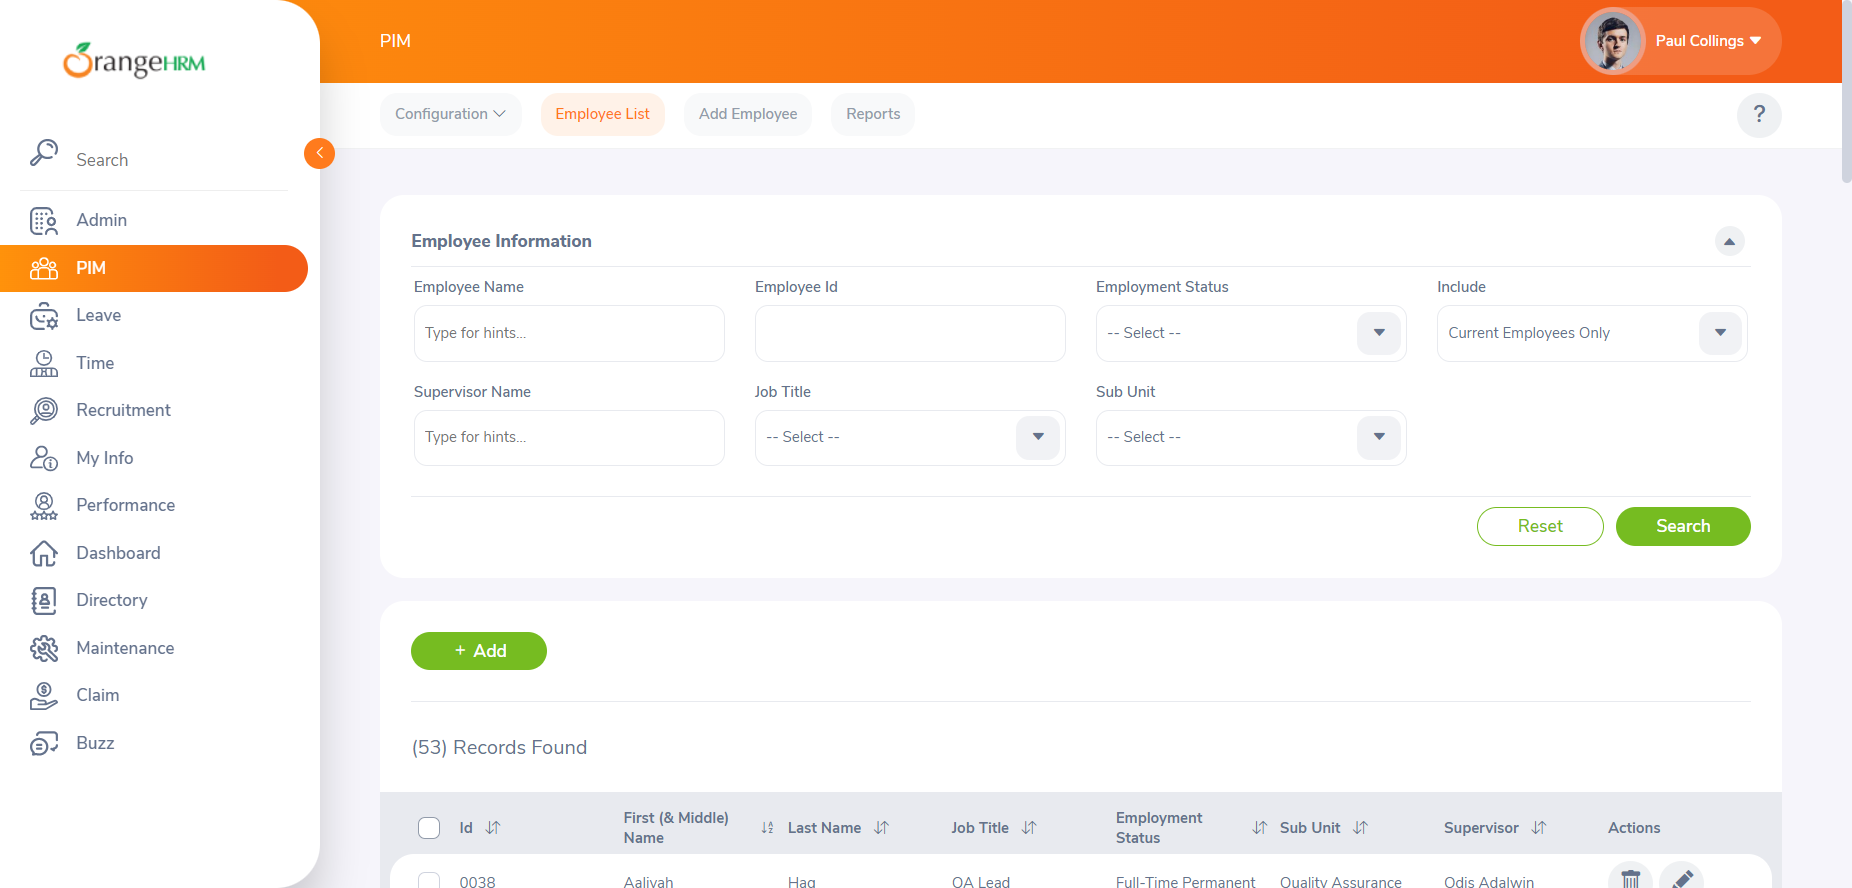 OrangeHRM
Search
Admin
PIM
Leave
Time
Recruitment
My Info
Performance
Dashboard
Directory
Maintenance
Claim
Buzz
PIM
Paul Collings
Configuration
Employee List
Add Employee
Reports
?
Employee Information
Employee Name
Employee Id
Employment Status
Include
Type for hints...
-- Select --
Current Employees Only
Supervisor Name
Job Title
Sub Unit
Type for hints...
-- Select --
-- Select --
Reset
Search
+ Add
(53) Records Found
Id
First (& Middle)
Name
Last Name
Job Title
Employment
Status
Sub Unit
Supervisor
Actions
0038
Aaliyah
Haq
QA Lead
Full-Time Permanent
Quality Assurance
Odis Adalwin